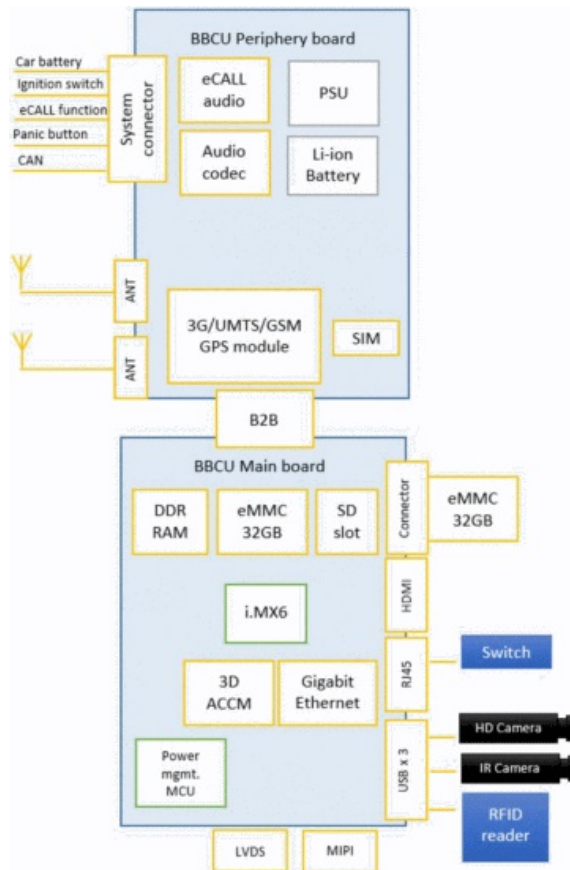 BBCU Periphery board
Car battery
Ignition switch
eCALL function
Panic button
CAN
System
connector
eCALL
audio
PSU
Audio
codec
Li-ion
Battery
ANT
ANT
3G/UMTS/GSM
GPS module
SIM
B2B
BBCU Main board
DDR
RAM
eMMC
32GB
SD
slot
Connector
eMMC
32GB
i.MX6
HDMI
3D
ACCM
Gigabit
Ethernet
RJ45
Switch
Power
mgmt.
MCU
USB x 3
HD Camera
IR Camera
RFID
reader
LVDS
MIPI